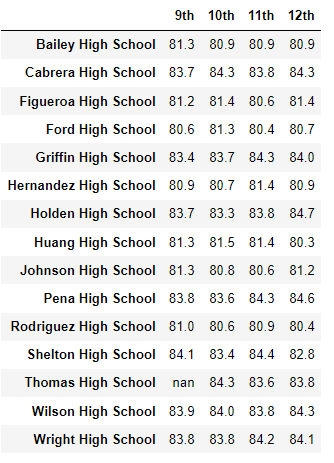 9th 10th 11th 12th
Bailey High School 81.3 80.9 80.9 80.9
Cabrera High School 83.7 84.3 83.8 84.3
Figueroa High School 81.2 81.4 80.6 81.4
Ford High School 80.6 81.3 80.4 80.7
Griffin High School 83.4 83.7 84.3 84.0
Hernandez High School 80.9 80.7 81.4 80.9
Holden High School 83.7 83.3 83.8 84.7
Huang High School 81.3 81.5 81.4 80.3
Johnson High School 81.3 80.8 80.6 81.2
Pena High School 83.8 83.6 84.3 84.6
Rodriguez High School 81.0 80.6 80.9 80.4
Shelton High School 84.1 83.4 84.4 82.8
Thomas High School nan 84.3 83.6 83.8
Wilson High School 83.9 84.0 83.8 84.3
Wright High School 83.8 83.8 84.2 84.1